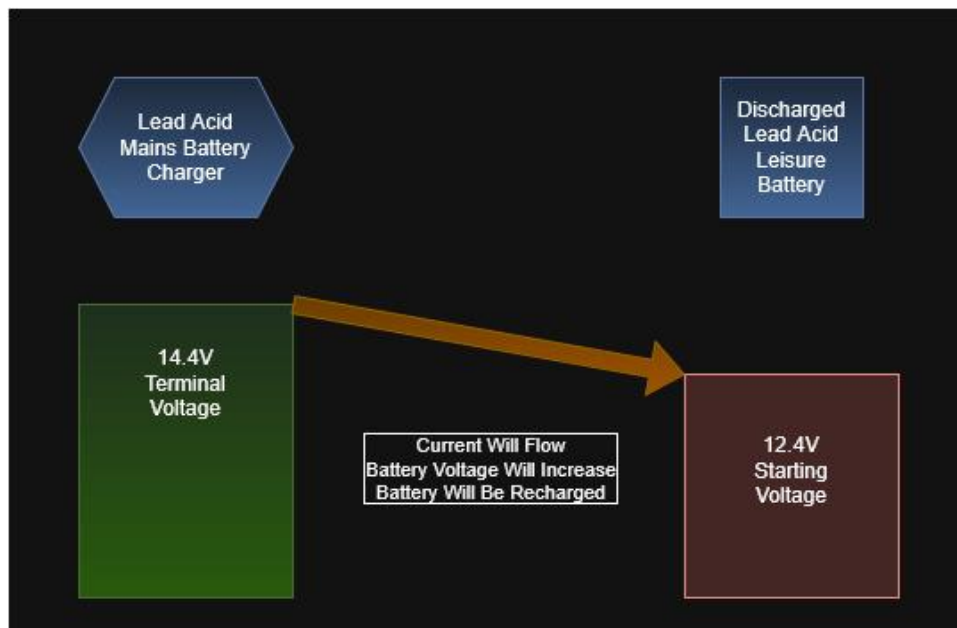 Lead Acid
Mains Battery
Charger
Discharged
Lead Acid
Leisure
Battery
14.4V
Terminal
Voltage
Current Will Flow
Battery Voltage Will Increase
Battery Will Be Recharged
12.4V
Starting
Voltage